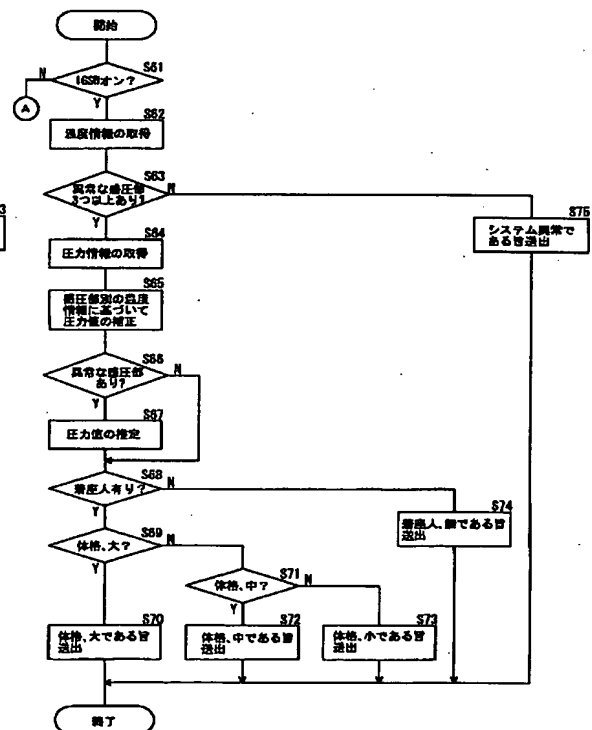 開始
S61
IGSWオン?
N
Y
A
S62
温度情報の取得
S63
異常な感圧部
3つ以上あり?
N
Y
S75
システム異常で
ある旨送出
3
S64
圧力情報の取得
S65
感圧部別の温度
情報に基づいて
圧力値の補正
S66
異常な感圧部
あり?
N
Y
S67
圧力値の推定
S68
着座人有り?
N
Y
S74
着座人、無である旨
送出
S69
体格、大?
N
Y
S71
体格、中?
N
Y
S70
体格、大である旨
送出
S72
体格、中である旨
送出
S73
体格、小である旨
送出
終了